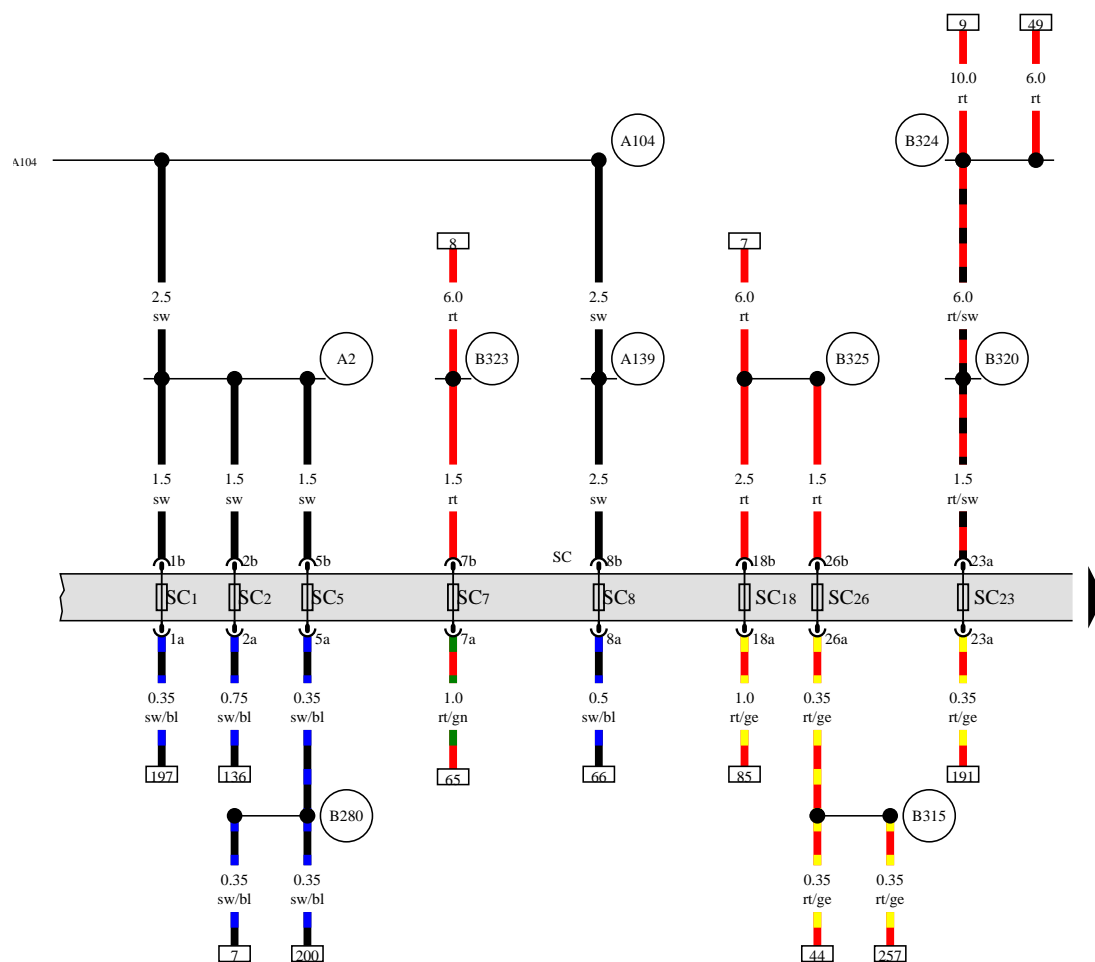 9 49
10.0 6.0
rt rt
A104 A104 B324
8 7
2.5 6.0 2.5 6.0 6.0
sw rt sw rt rt/sw
A2 B323 A139 B325 B320
1.5 1.5 1.5 1.5 2.5 2.5 1.5 1.5
sw sw sw rt sw rt rt rt/sw
1b 2b 5b 7b SC 8b 18b 26b 23a
SC1 SC2 SC5 SC7 SC8 SC18 SC26 SC23
1a 2a 5a 7a 8a 18a 26a 23a
0.35 0.75 0.35 1.0 0.5 1.0 0.35 0.35
sw/bl sw/bl sw/bl rt/gn sw/bl rt/ge rt/ge rt/ge
197 136 65 66 85 191
B280 B315
0.35 0.35 0.35 0.35
sw/bl sw/bl rt/ge rt/ge
7 200 44 257